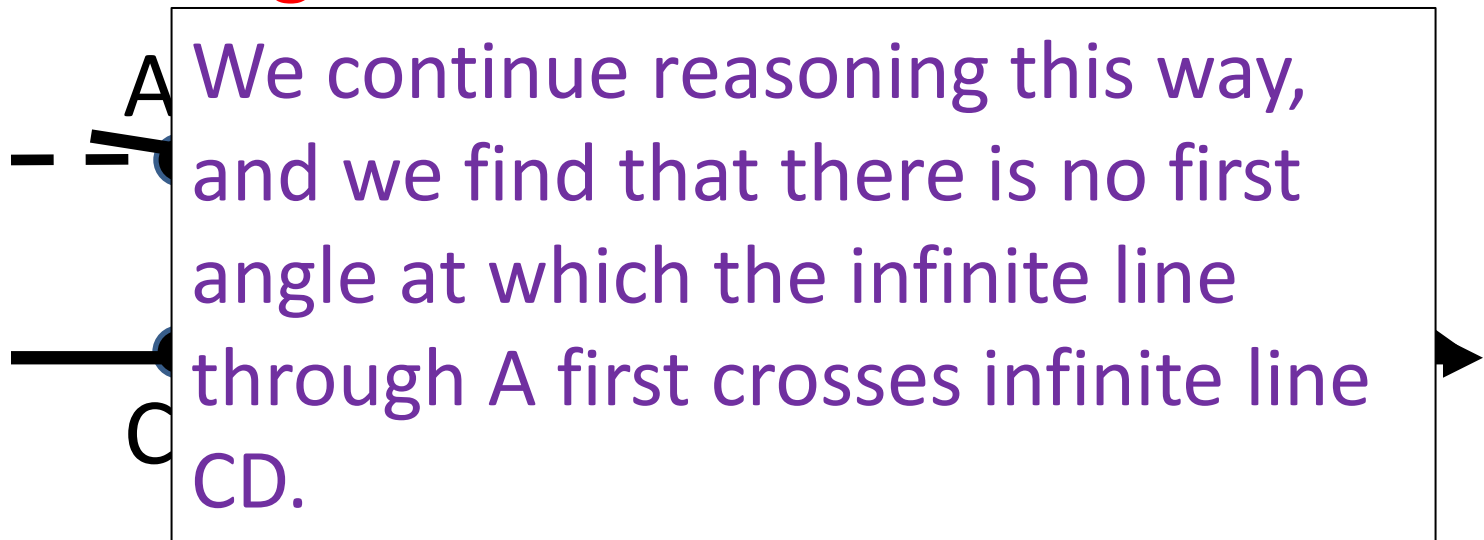 A
We continue reasoning this way,
and we find that there is no first
angle at which the infinite line
through A first crosses infinite line
CD.
C